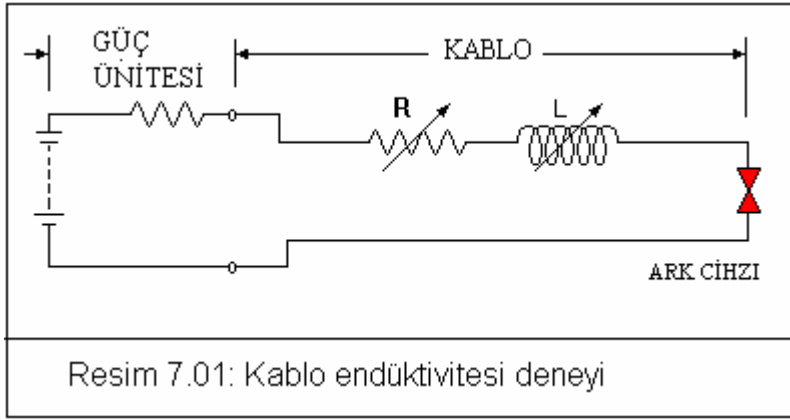 GÜÇ
ÜNİTESİ
KABLO
R
L
ARK CİHZI
Resim 7.01: Kablo endüktivitesi deneyi